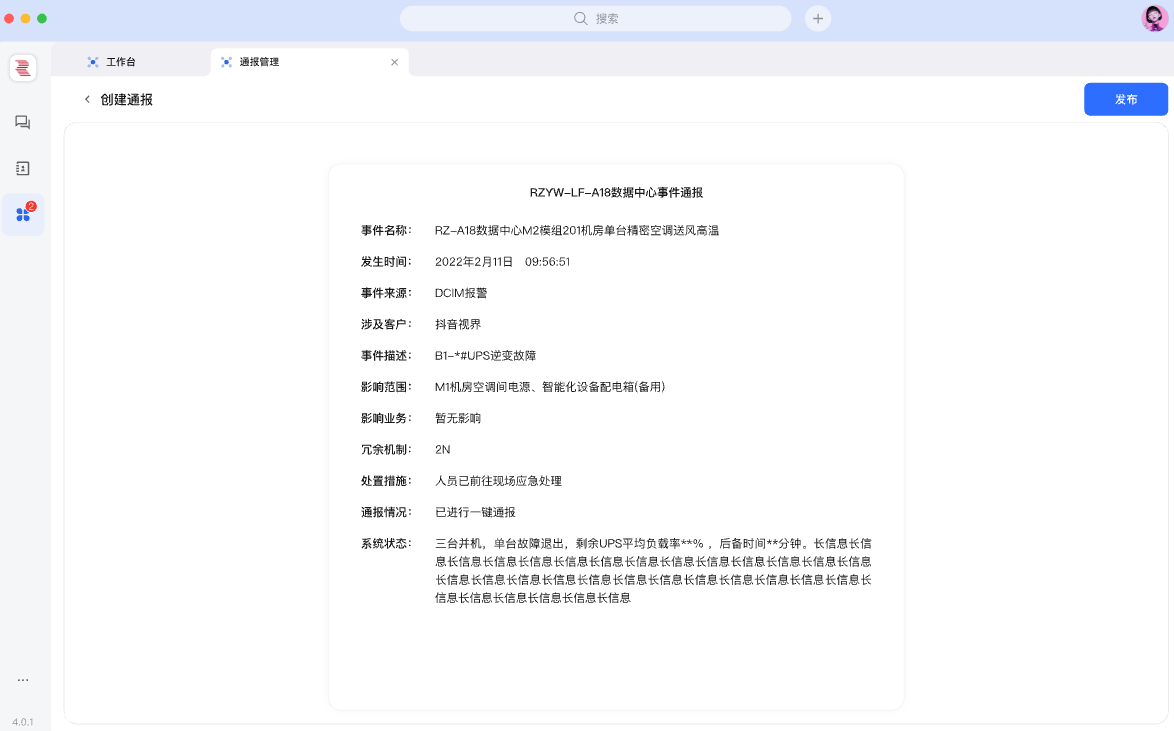 搜索
工作台
通报管理
创建通报
发布
2
RZYW-LF-A18数据中心事件通报
事件名称： RZ-A18数据中心M2模组201机房单台精密空调送风高温
发生时间： 2022年2月11日 09:56:51
事件来源： DCIM报警
涉及客户： 抖音视界
事件描述： B1-*#UPS逆变故障
影响范围： M1机房空调间电源、智能化设备配电箱(备用)
影响业务： 暂无影响
冗余机制： 2N
处置措施： 人员已前往现场应急处理
通报情况： 已进行一键通报
系统状态： 三台并机，单台故障退出，剩余UPS平均负载率**% ，后备时间**分钟。长信息长信
息长信息长信息长信息长信息长信息长信息长信息长信息长信息长信息长信息长信息
长信息长信息长信息长信息长信息长信息长信息长信息长信息长信息长信息长信息长
信息长信息长信息长信息长信息长信息
4.0.1